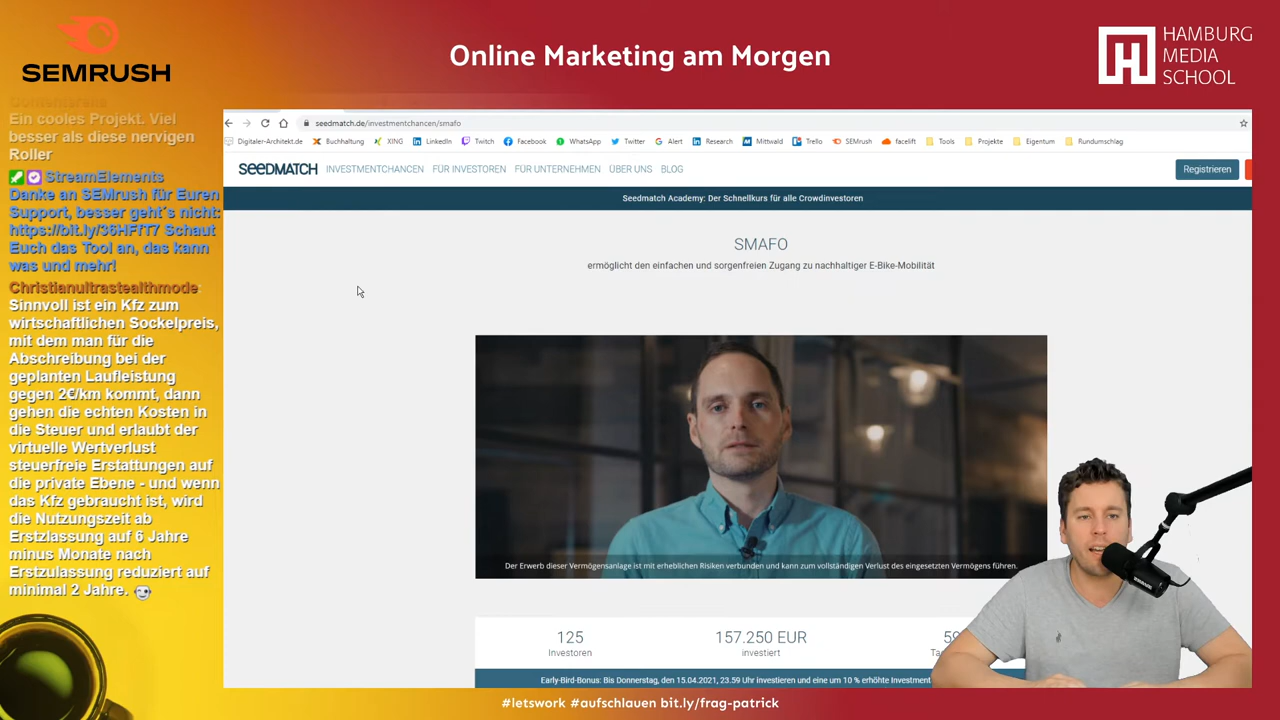 SEMRUSH
Online Marketing am Morgen
HAMBURG
MEDIA
SCHOOL
Ein cooles Projekt. Viel
besser als diese nervigen
Roller
StreamElements
Danke an SEMrush für Euren
Support, besser geht´s nicht:
https://bit.ly/36HFfT7 Schaut
Euch das Tool an, das kann
was und mehr!
Christianultrastealthmode:
Sinnvoll ist ein Kfz zum
wirtschaftlichen Sockelpreis,
mit dem man für die
Abschreibung bei der
geplanten Laufleistung
gegen 2€/km kommt, dann
gehen die echten Kosten in
die Steuer und erlaubt der
virtuelle Wertverlust
steuerfreie Erstattungen auf
die private Ebene - und wenn
das Kfz gebraucht ist, wird
die Nutzungszeit ab
Erstzlassung auf 6 Jahre
minus Monate nach
Erstzulassung reduziert auf
minimal 2 Jahre.
seedmatch.de/investmentchancen/smafo
Digitaler-Architekt.de Buchhaltung XING LinkedIn Twitch Facebook WhatsApp Twitter Alert Research Mittwald Trello SEMrush facelift Tools Projekte Eigentum Rundumschlag
SEEDMATCH INVESTMENTCHANCEN FÜR INVESTOREN FÜR UNTERNEHMEN ÜBER UNS BLOG Registrieren
Seedmatch Academy: Der Schnellkurs für alle Crowdinvestoren
SMAFO
ermöglicht den einfachen und sorgenfreien Zugang zu nachhaltiger E-Bike-Mobilität
Der Erwerb dieser Vermögensanlage ist mit erheblichen Risiken verbunden und kann zum vollständigen Verlust des eingesetzten Vermögens führen.
125 157.250 EUR
Investoren investiert
Early-Bird-Bonus: Bis Donnerstag, den 15.04.2021, 23.59 Uhr investieren und eine um 10 % erhöhte Investment
#letswork #aufschlauen bit.ly/frag-patrick